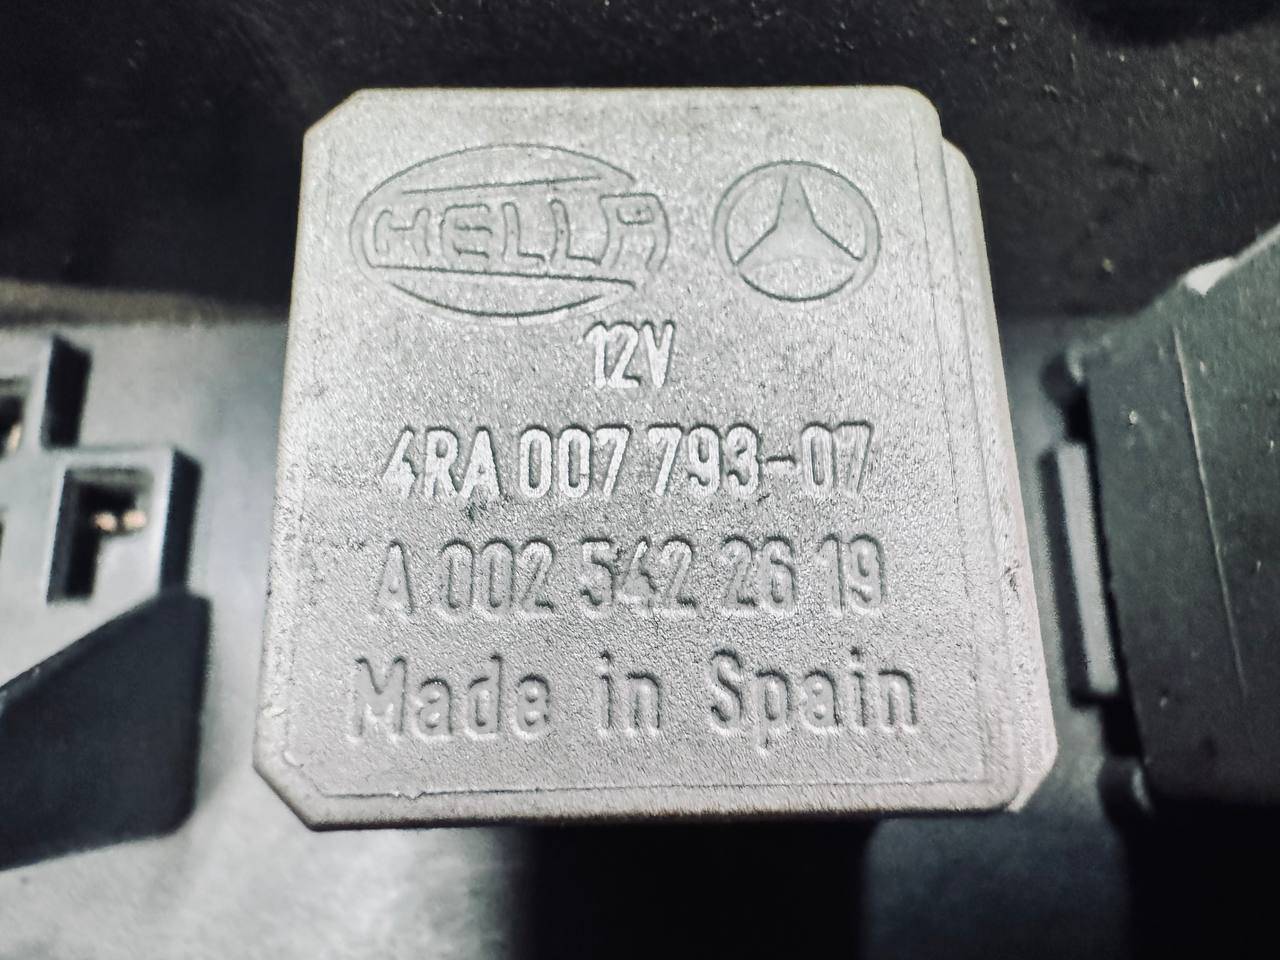 HELLA
12V
4RA 007 793-07
A 002 542 26 19
Made in Spain